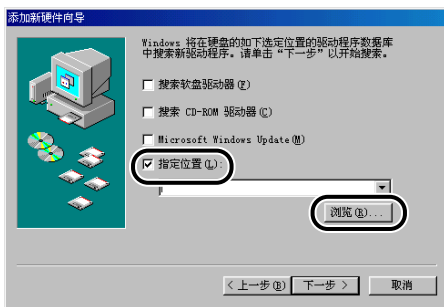 添加新硬件向导
Windows 将在硬盘的如下选定位置的驱动程序数据库
中搜索新驱动程序。请单击“下一步”以开始搜索。
搜索软盘驱动器(F)
搜索 CD-ROM 驱动器(C)
Microsoft Windows Update(M)
指定位置(L):
浏览(R)...
< 上一步(B)
下一步 >
取消